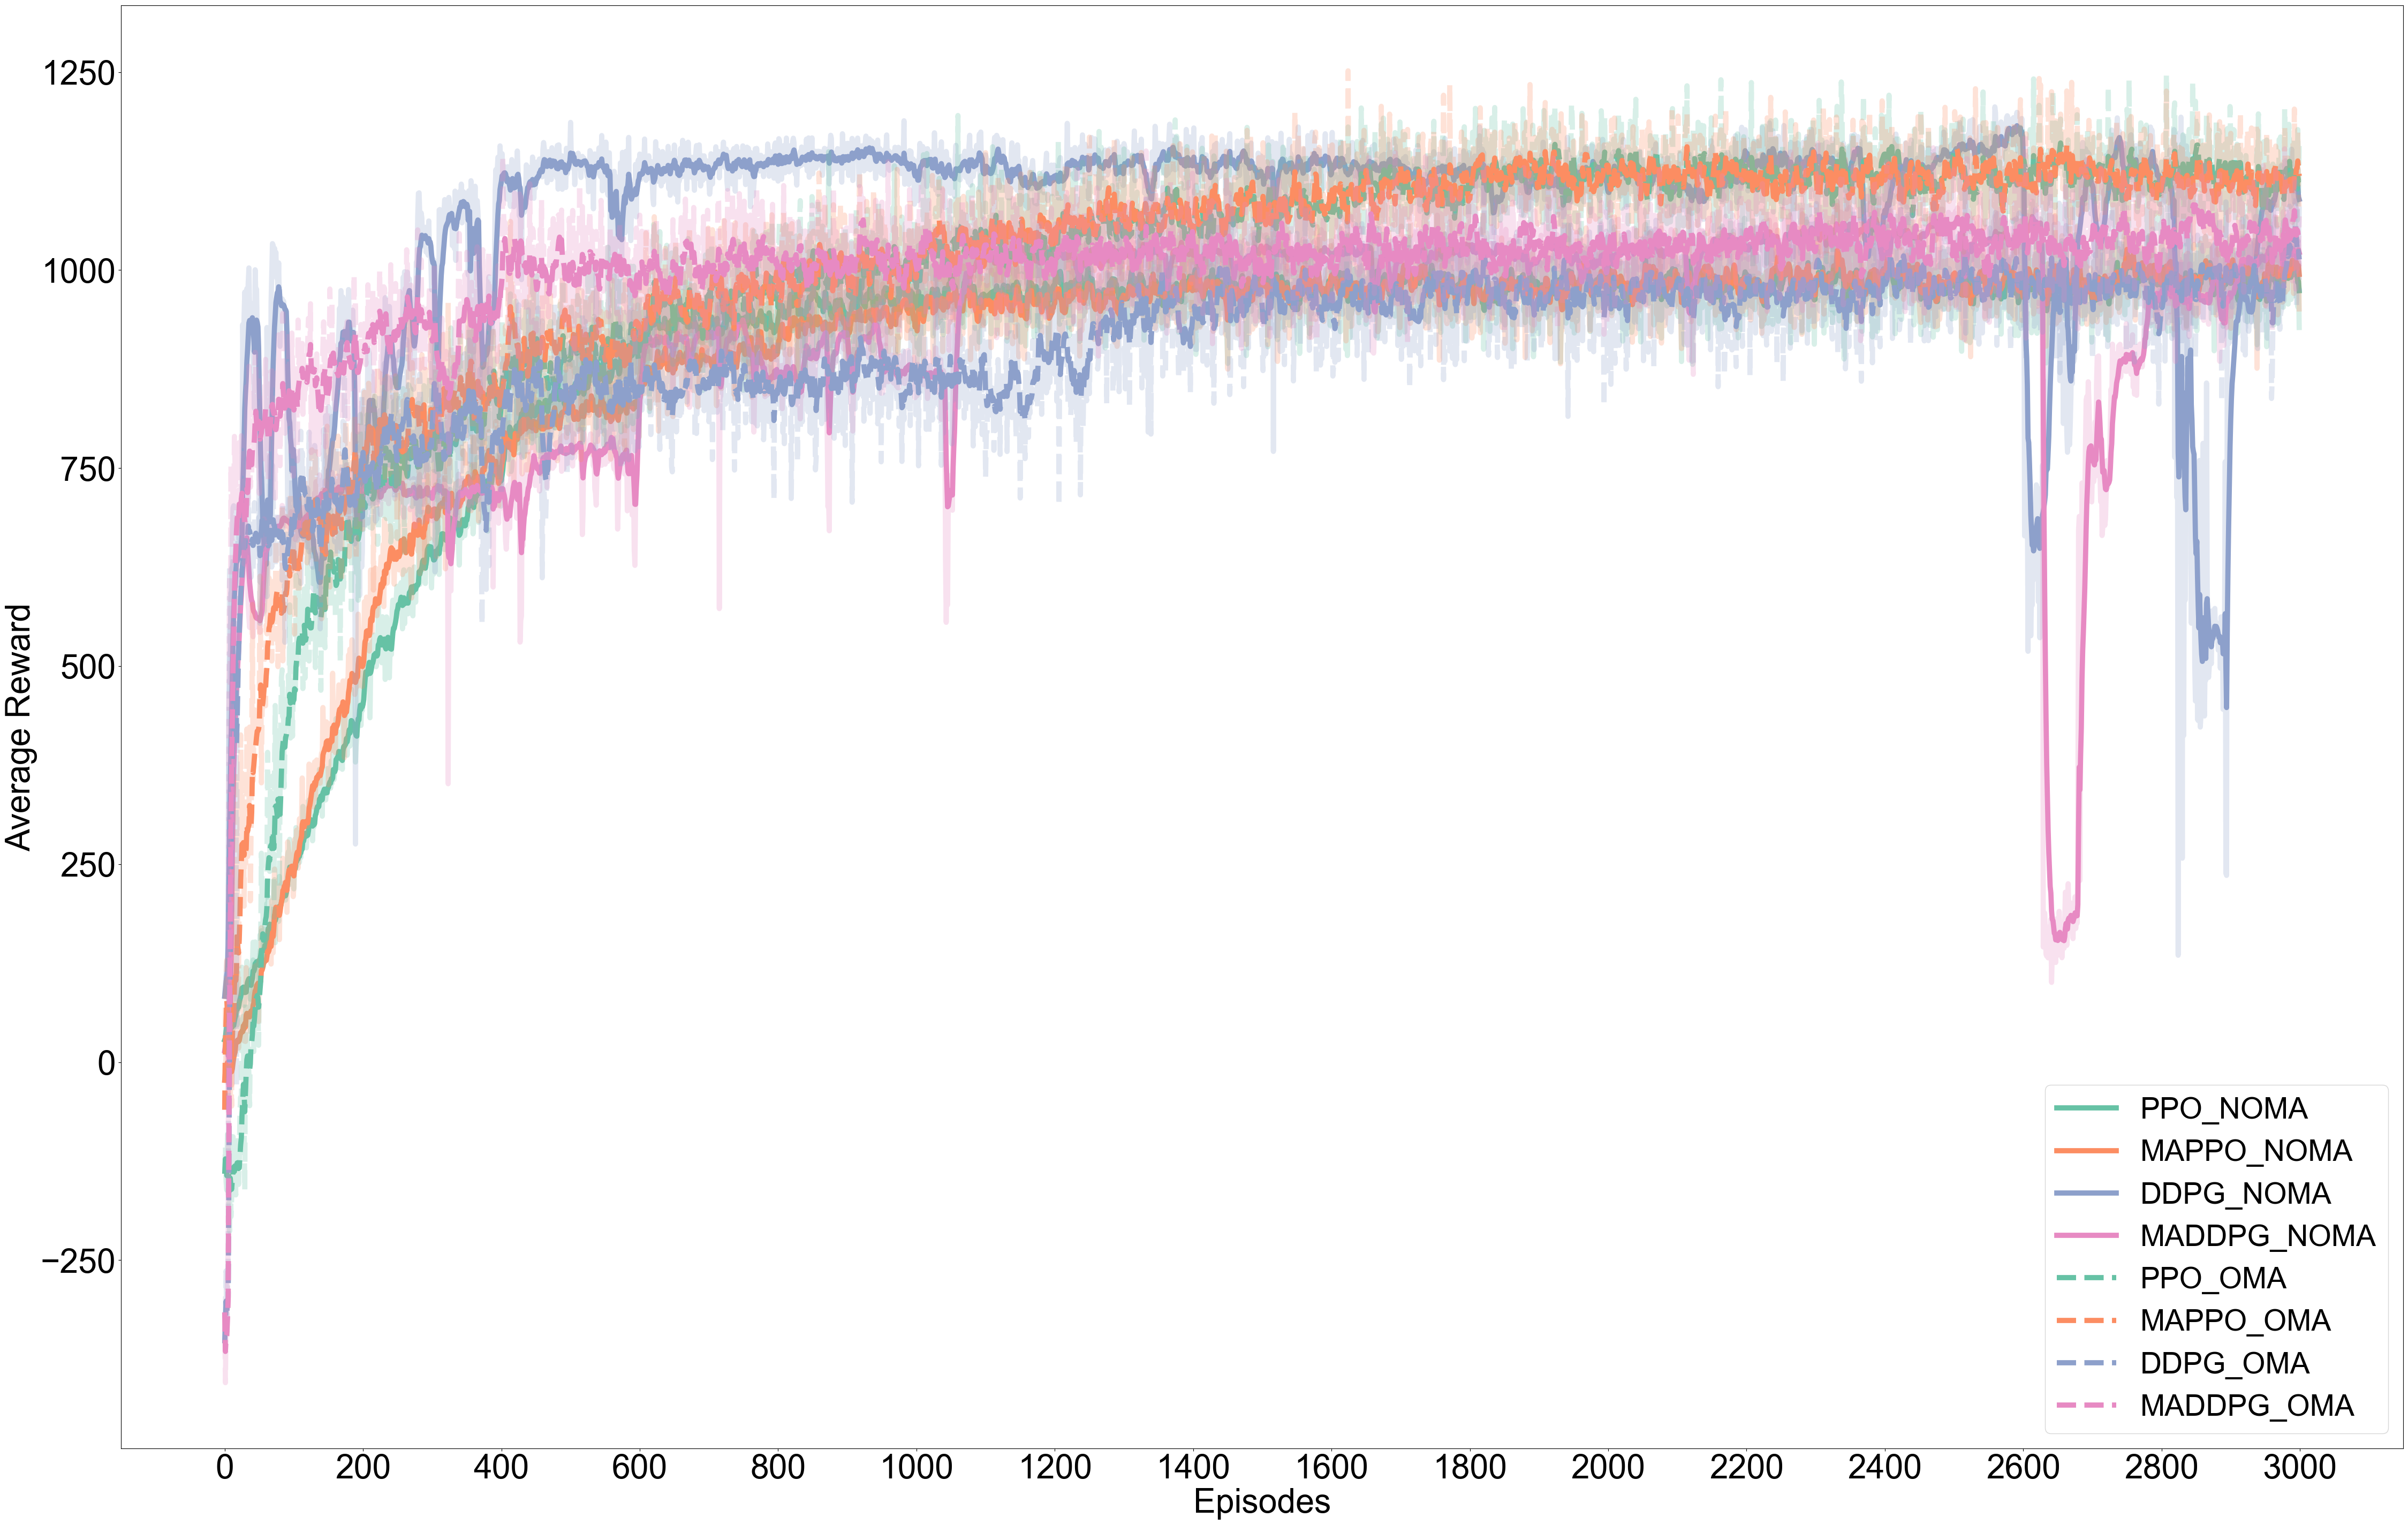 1250
1000
750
500
250
0
−250
Average Reward
0 200 400 600 800 1000 1200 1400 1600 1800 2000 2200 2400 2600 2800 3000
Episodes
PPO_NOMA
MAPPO_NOMA
DDPG_NOMA
MADDPG_NOMA
PPO_OMA
MAPPO_OMA
DDPG_OMA
MADDPG_OMA